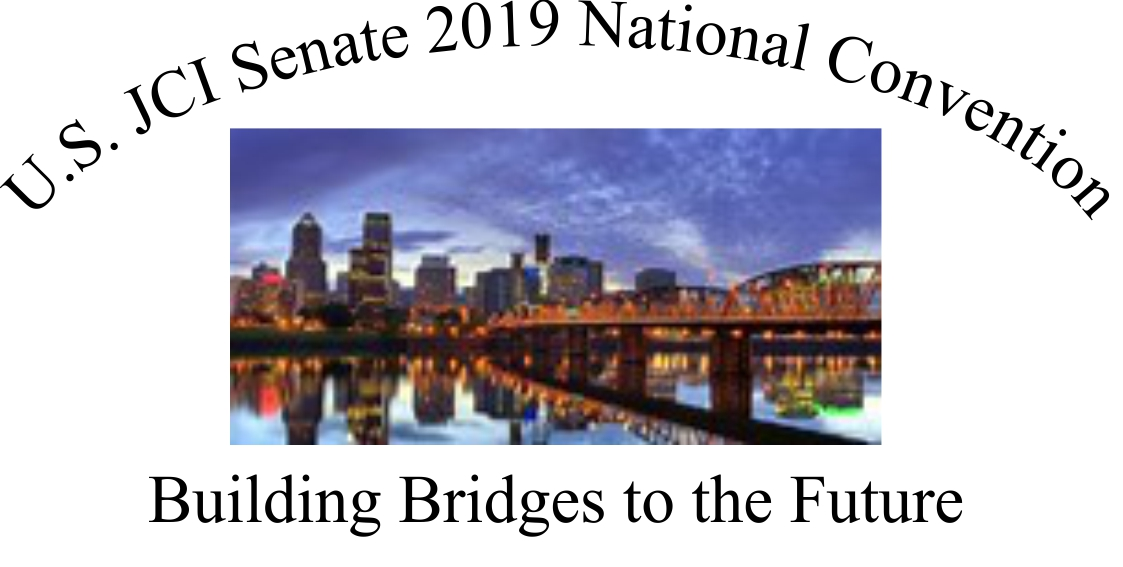 U.S. JCI Senate 2019 National Convention
Building Bridges to the Future